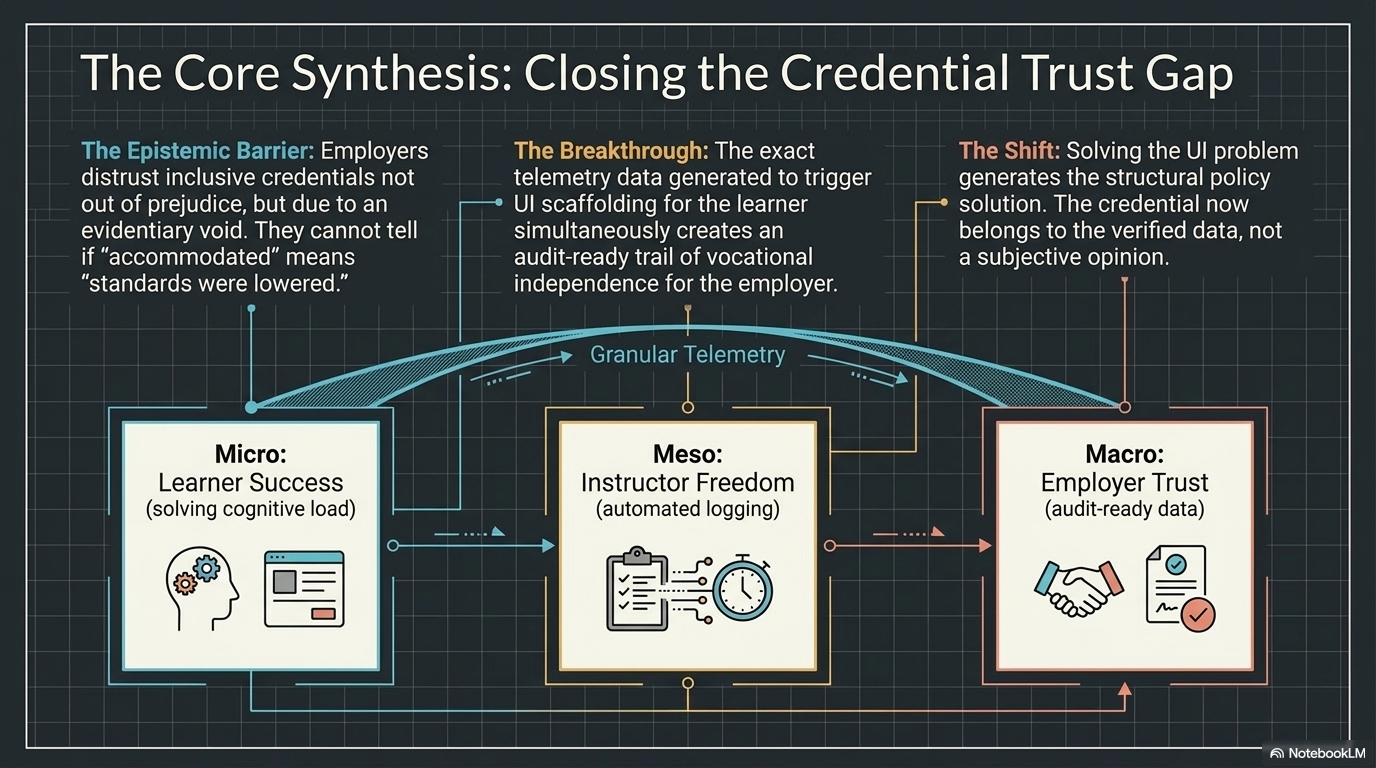 The Core Synthesis: Closing the Credential Trust Gap
The Epistemic Barrier: Employers
distrust inclusive credentials not
out of prejudice, but due to an
evidentiary void. They cannot tell
if “accommodated” means
“standards were lowered.”
The Breakthrough: The exact
telemetry data generated to trigger
UI scaffolding for the learner
simultaneously creates an
audit-ready trail of vocational
independence for the employer.
The Shift: Solving the UI problem
generates the structural policy
solution. The credential now
belongs to the verified data, not
a subjective opinion.
Granular Telemetry
Micro:
Learner Success
(solving cognitive load)
Meso:
Instructor Freedom
(automated logging)
Macro:
Employer Trust
(audit-ready data)
NotebookLM